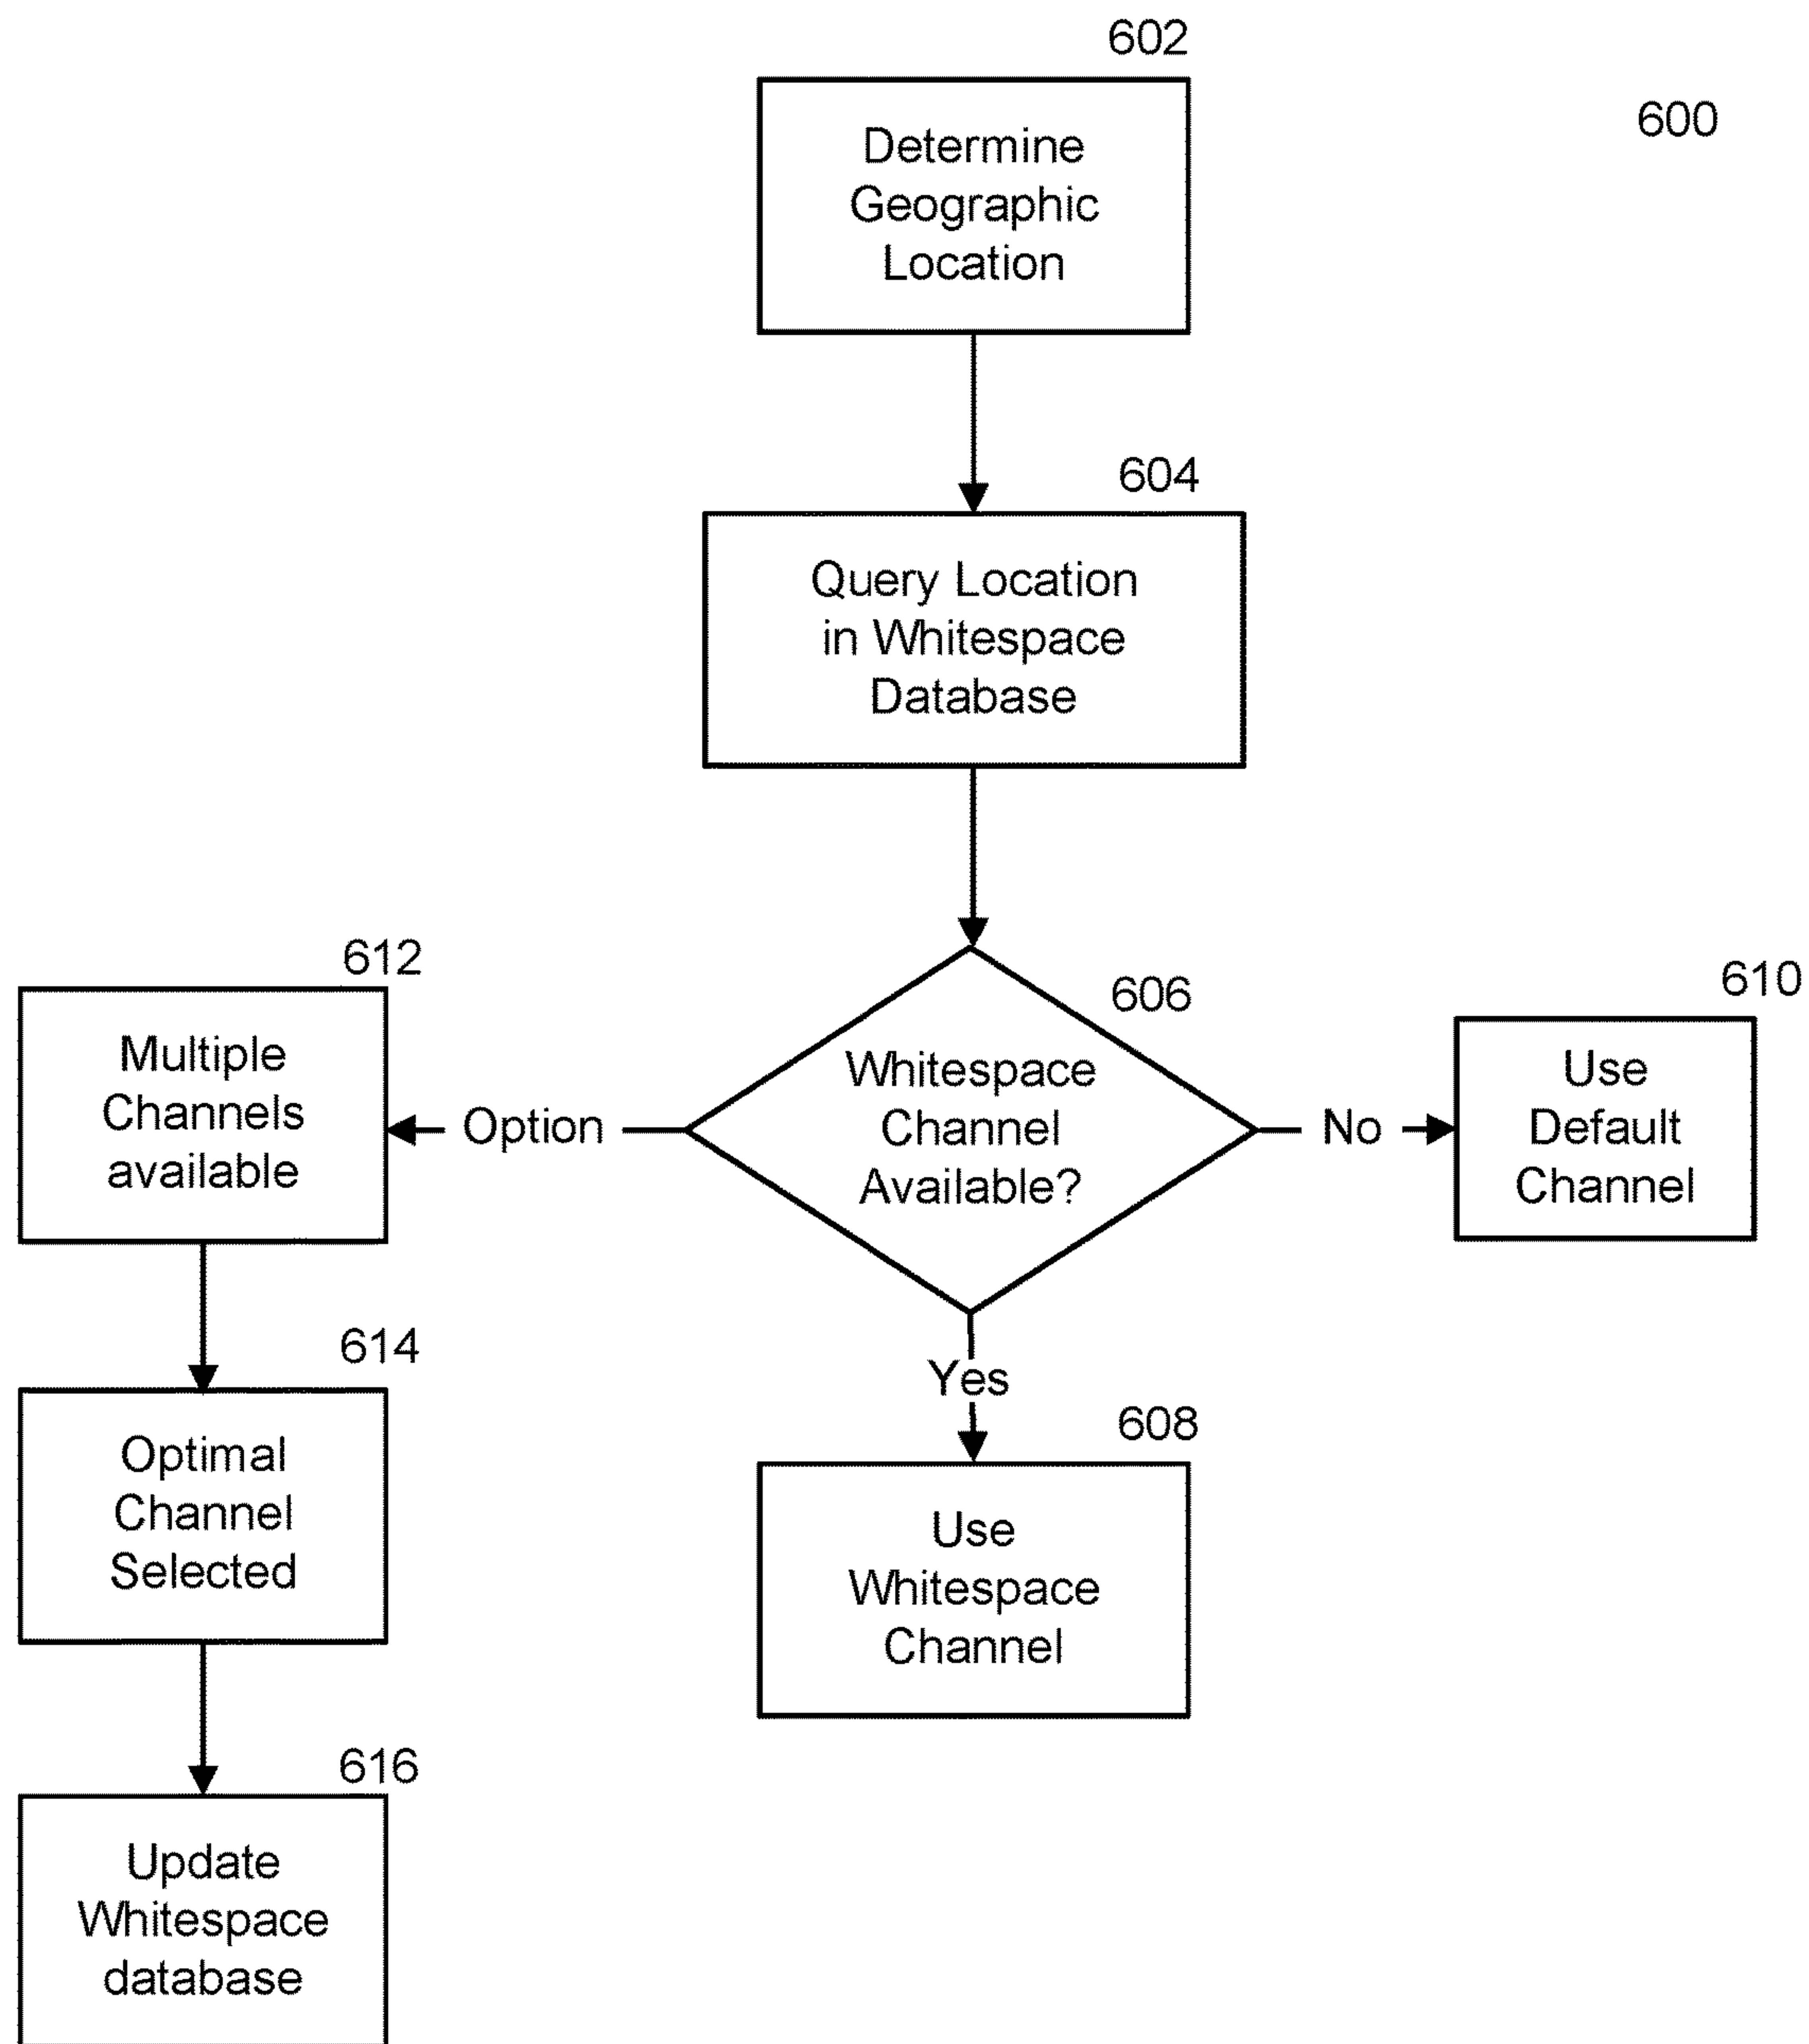 602
600
Determine
Geographic
Location
604
Query Location
in Whitespace
Database
606
Whitespace
Channel
Available?
Option
No
Yes
612
Multiple
Channels
available
610
Use
Default
Channel
614
Optimal
Channel
Selected
608
Use
Whitespace
Channel
616
Update
Whitespace
database